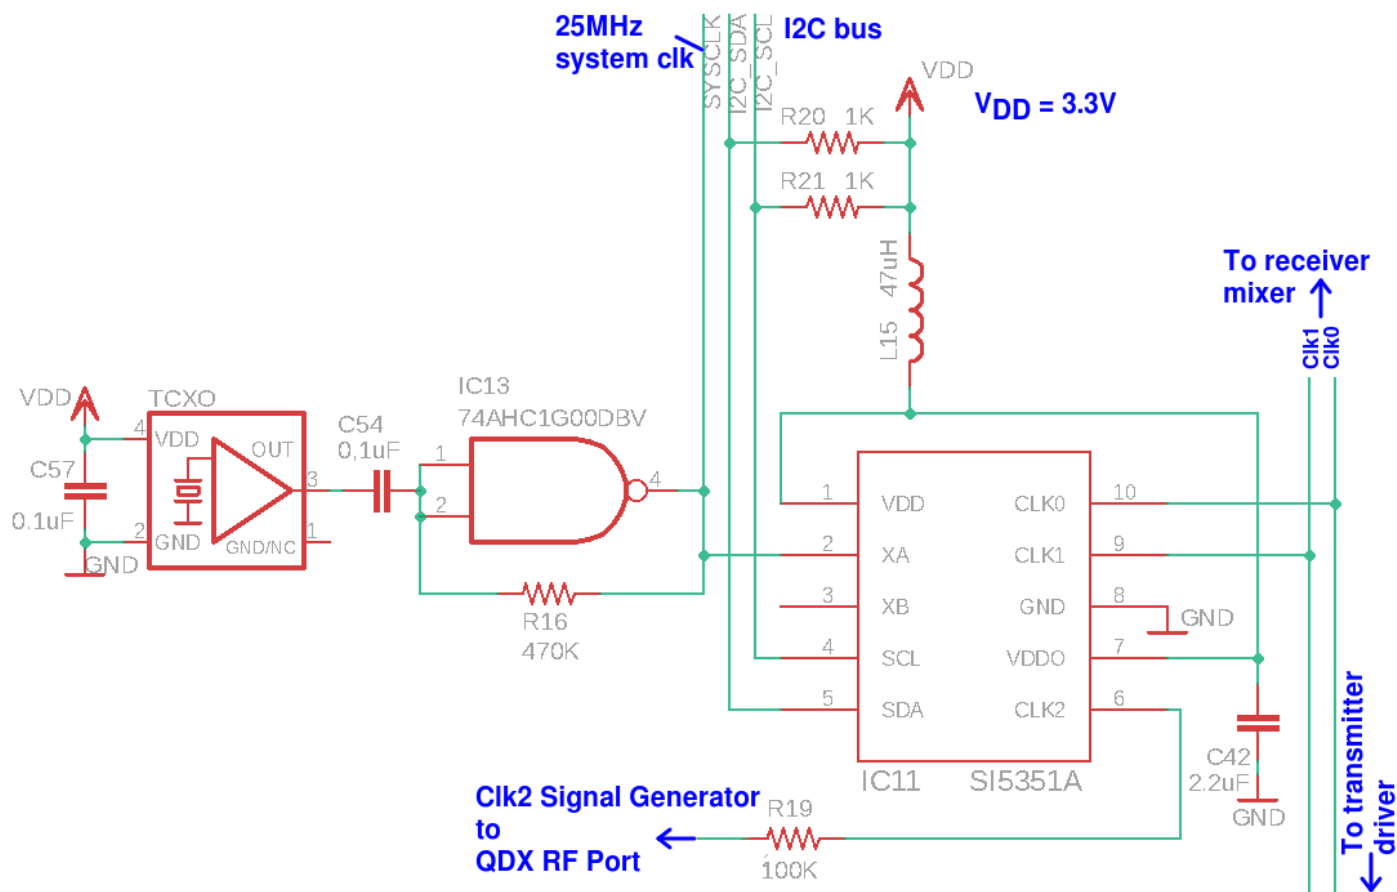 25MHz
system clk
SYSCLK
I2C_SDA
I2C_SCL
I2C bus
VDD
VDD = 3.3V
R20 1K
R21 1K
47uH
L15
To receiver
mixer
Clk1
Clk0
VDD
TCXO
4
VDD
OUT
3
C57
0.1uF
2
GND
GND/NC
1
GND
C54
0,1uF
IC13
74AHC1G00DBV
1
2
4
R16
470K
1
VDD
CLK0
10
2
XA
CLK1
9
3
XB
GND
8
GND
4
SCL
VDDO
7
5
SDA
CLK2
6
IC11
SI5351A
C42
2.2uF
GND
Clk2 Signal Generator
to
QDX RF Port
R19
100K
To transmitter
driver